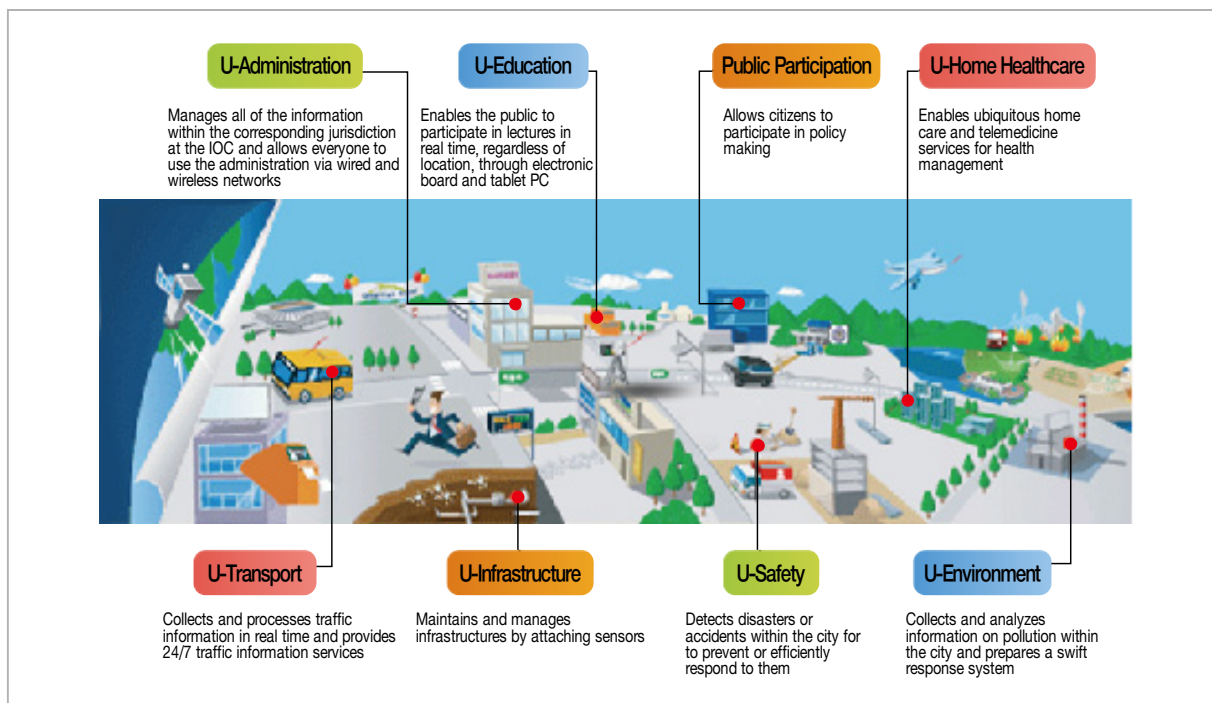 U-Administration
Manages all of the information
within the corresponding jurisdiction
at the IOC and allows everyone to
use the administration via wired and
wireless networks
U-Education
Enables the public to
participate in lectures in
real time, regardless of
location, through electronic
board and tablet PC
Public Participation
Allows citizens to
participate in policy
making
U-Home Healthcare
Enables ubiquitous home
care and telemedicine
services for health
management
U-Transport
Collects and processes traffic
information in real time and provides
24/7 traffic information services
U-Infrastructure
Maintains and manages
infrastructures by attaching sensors
U-Safety
Detects disasters or
accidents within the city for
to prevent or efficiently
respond to them
U-Environment
Collects and analyzes
information on pollution within
the city and prepares a swift
response system